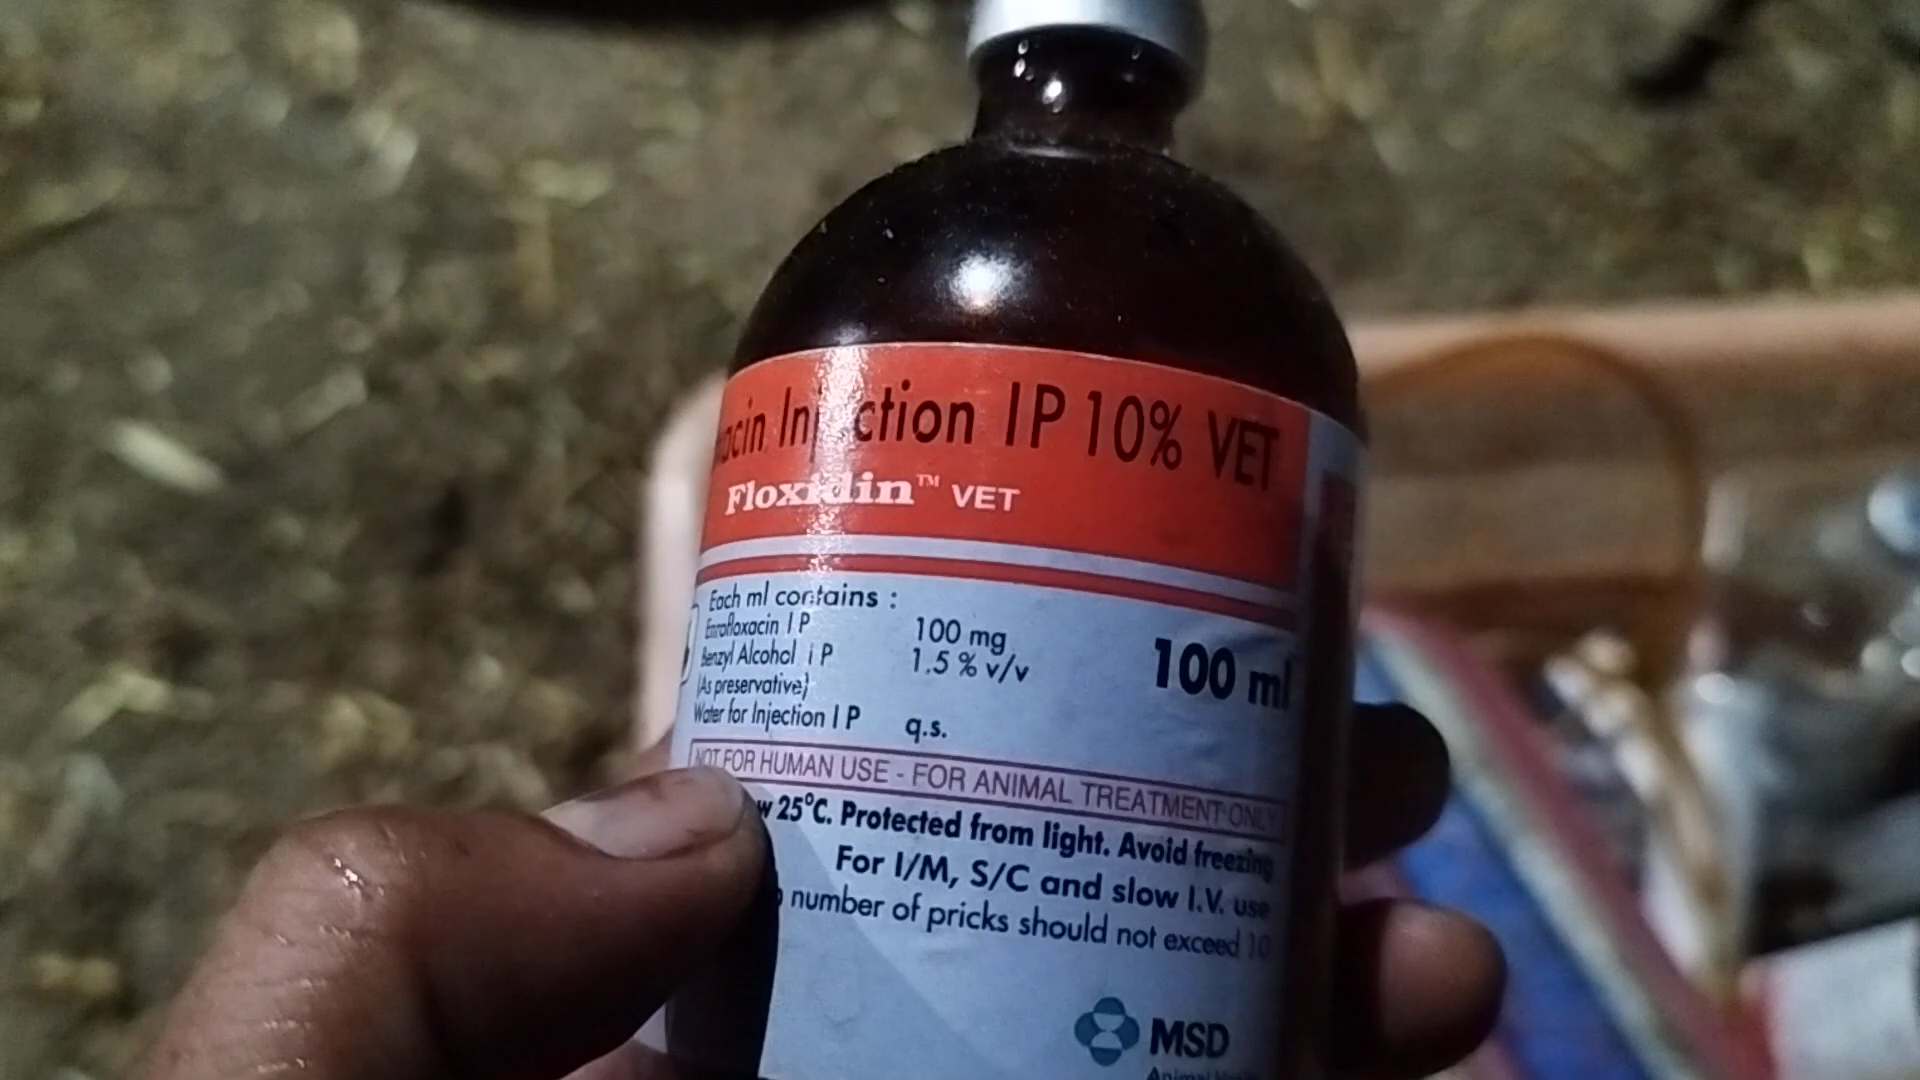 Injection IP 10% VET
Floxidin™ VET
Each ml contains :
Enrofloxacin I P 100 mg
Benzyl Alcohol I P 1.5 % v/v
(As preservative)
Water for Injection I P q.s.
100 ml
NOT FOR HUMAN USE - FOR ANIMAL TREATMENT ONLY
25°C. Protected from light. Avoid freezing
For I/M, S/C and slow I.V. use
number of pricks should not exceed 10
MSD
Animal Health